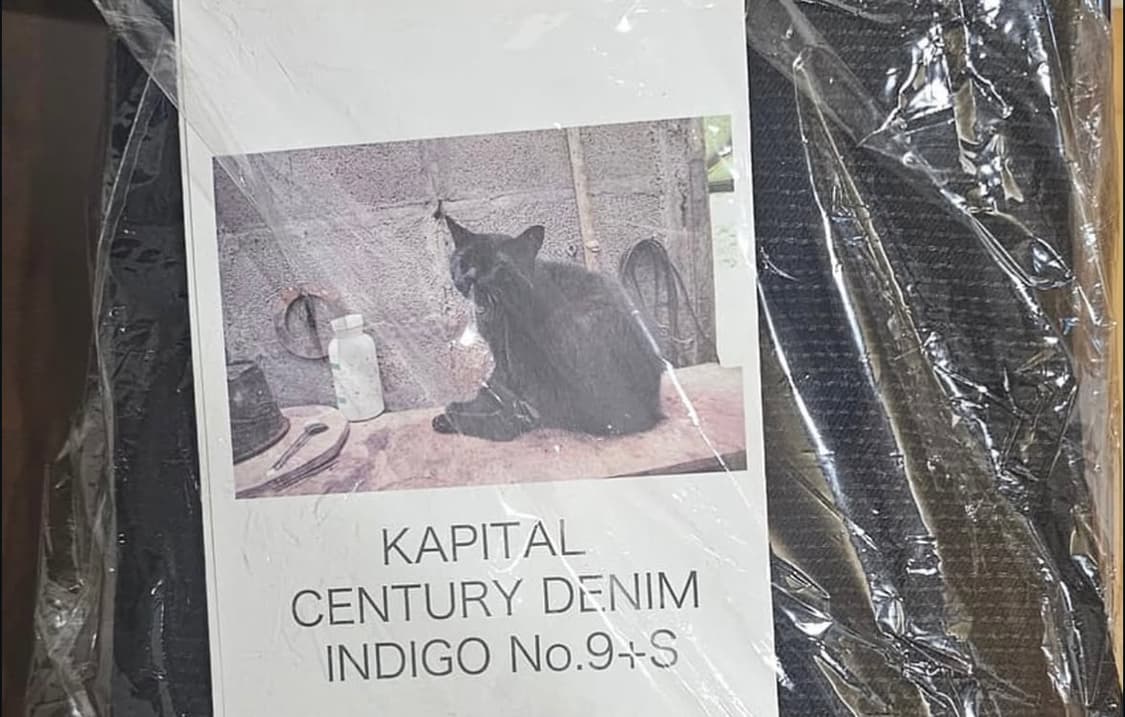 KAPITAL
CENTURY DENIM
INDIGO No.9+S